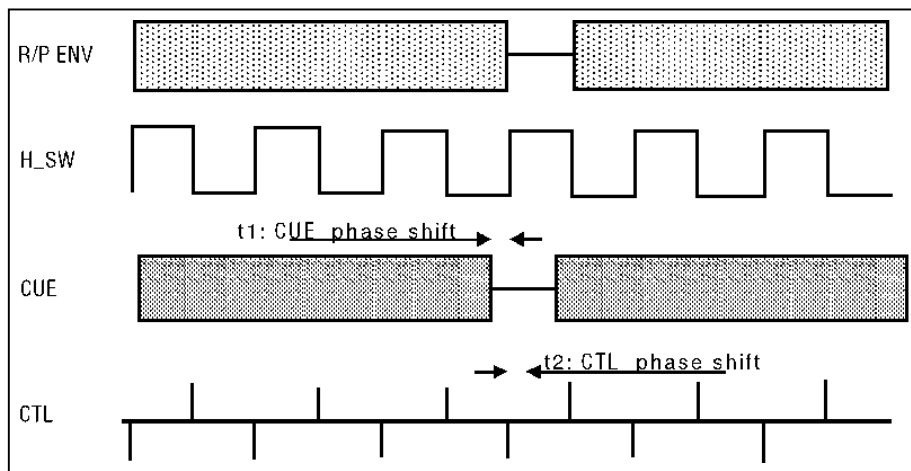 R/P ENV
H_SW
t1: CUE phase shift
CUE
t2: CTL phase shift
CTL